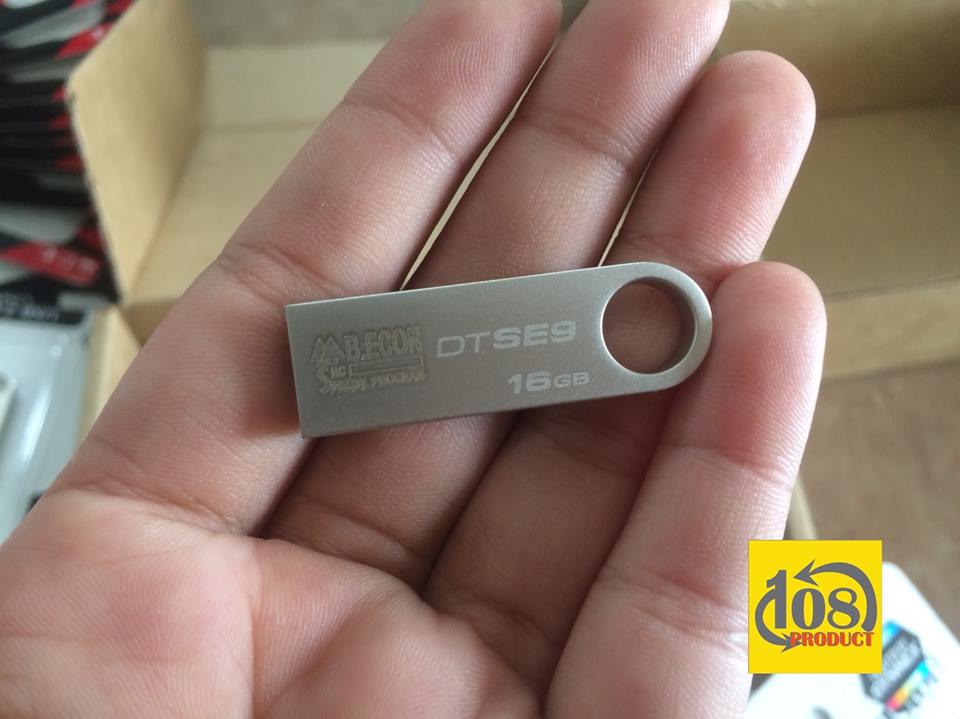 B.ECON
DTSE9
16GB
108
PRODUCT